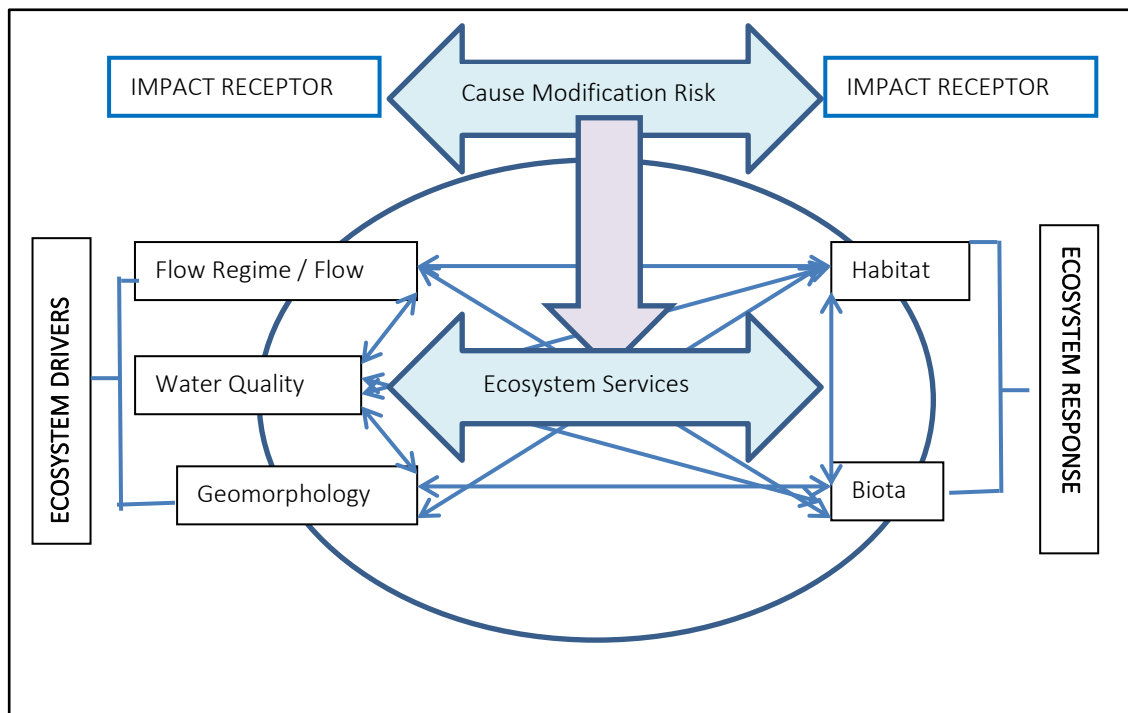 IMPACT RECEPTOR
Cause Modification Risk
IMPACT RECEPTOR
ECOSYSTEM DRIVERS
Flow Regime / Flow
Water Quality
Geomorphology
Ecosystem Services
Habitat
Biota
ECOSYSTEM RESPONSE